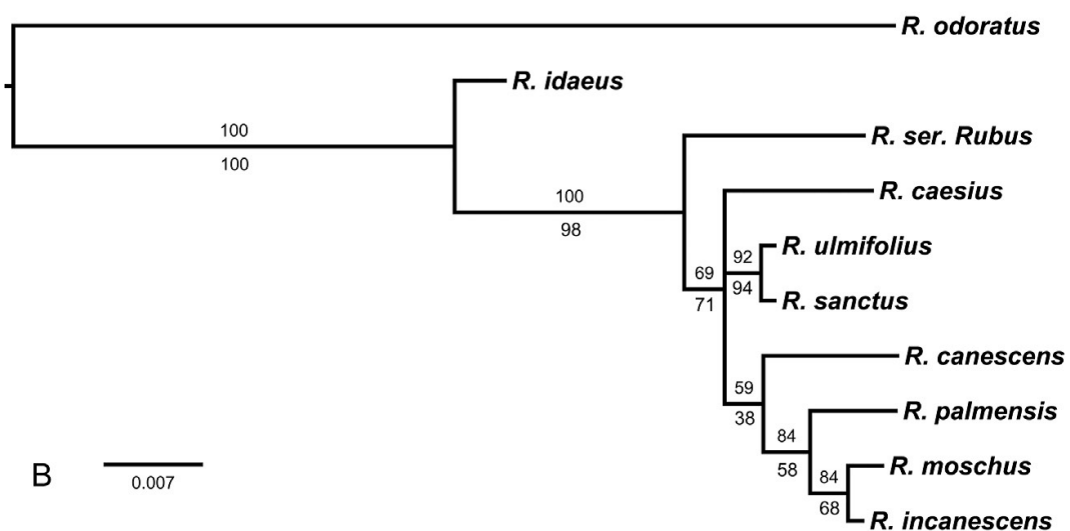 R. odoratus
R. idaeus
100
100
R. ser. Rubus
R. caesius
100
98
R. ulmifolius
92
69
94
71
R. sanctus
R. canescens
59
38
R. palmensis
84
58
R. moschus
84
68
B
0.007
R. incanescens